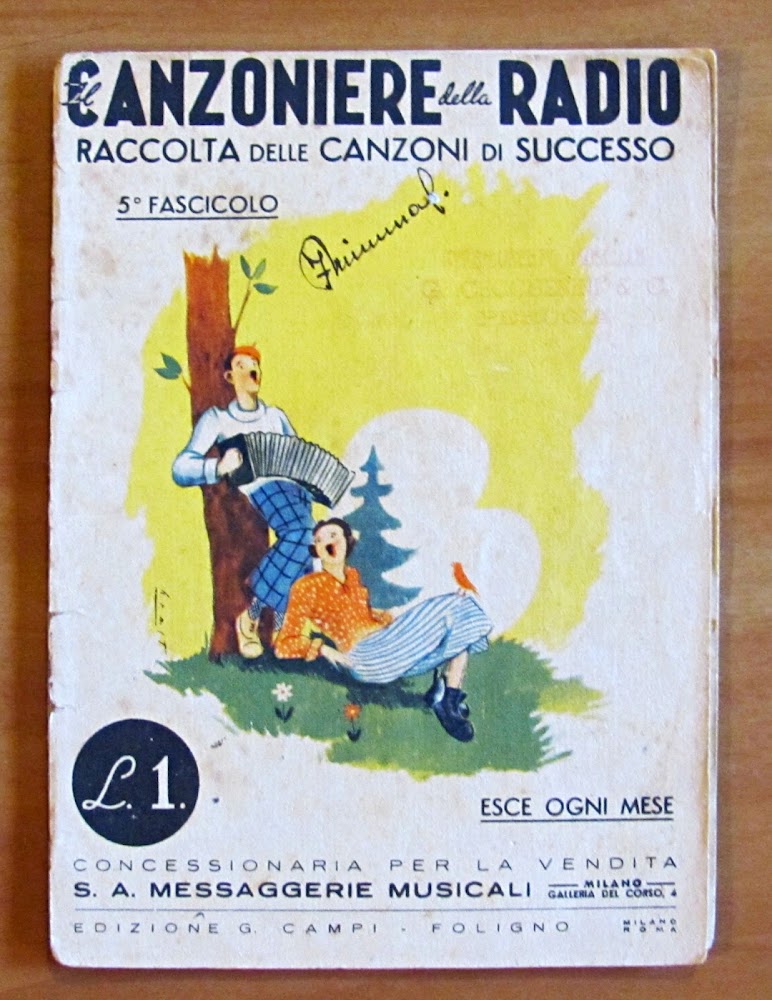 Il CANZONIERE della RADIO
RACCOLTA DELLE CANZONI DI SUCCESSO
5° FASCICOLO
L. 1.
ESCE OGNI MESE
CONCESSIONARIA PER LA VENDITA
S. A. MESSAGGERIE MUSICALI — MILANO — GALLERIA DEL CORSO, 4
EDIZIONE G. CAMPI - FOLIGNO MILANO ROMA